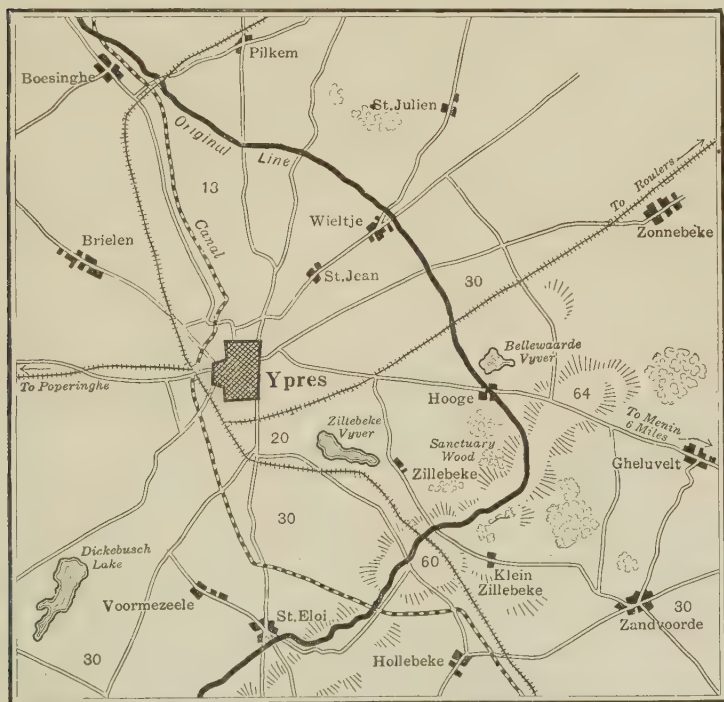 Pilkem
Boesinghe
St.Julien
Original
Line
To Roulers
13
Wieltje
Canal
Zonnebeke
Brielen
St.Jean
30
Bellewaarde
Vyver
To Poperinghe
Ypres
Hooge
64
To Menin
6 Miles
20
Zillebeke
Vyver
Sanctuary
Wood
Zillebeke
Gheluvelt
30
Dickebusch
Lake
60
Klein
Zillebeke
Voormezeele
St.Eloi
30
Zandvoorde
30
Hollebeke